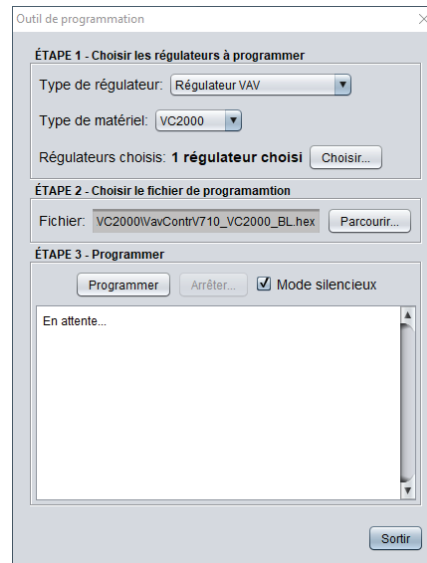 Outil de programmation
ÉTAPE 1 - Choisir les régulateurs à programmer
Type de régulateur: Régulateur VAV
Type de matériel: VC2000
Régulateurs choisis: 1 régulateur choisi Choisir...
ÉTAPE 2 - Choisir le fichier de programamtion
Fichier: VC2000\VavContrV710_VC2000_BL.hex Parcourir...
ÉTAPE 3 - Programmer
Programmer Arrêter... Mode silencieux
En attente...
Sortir